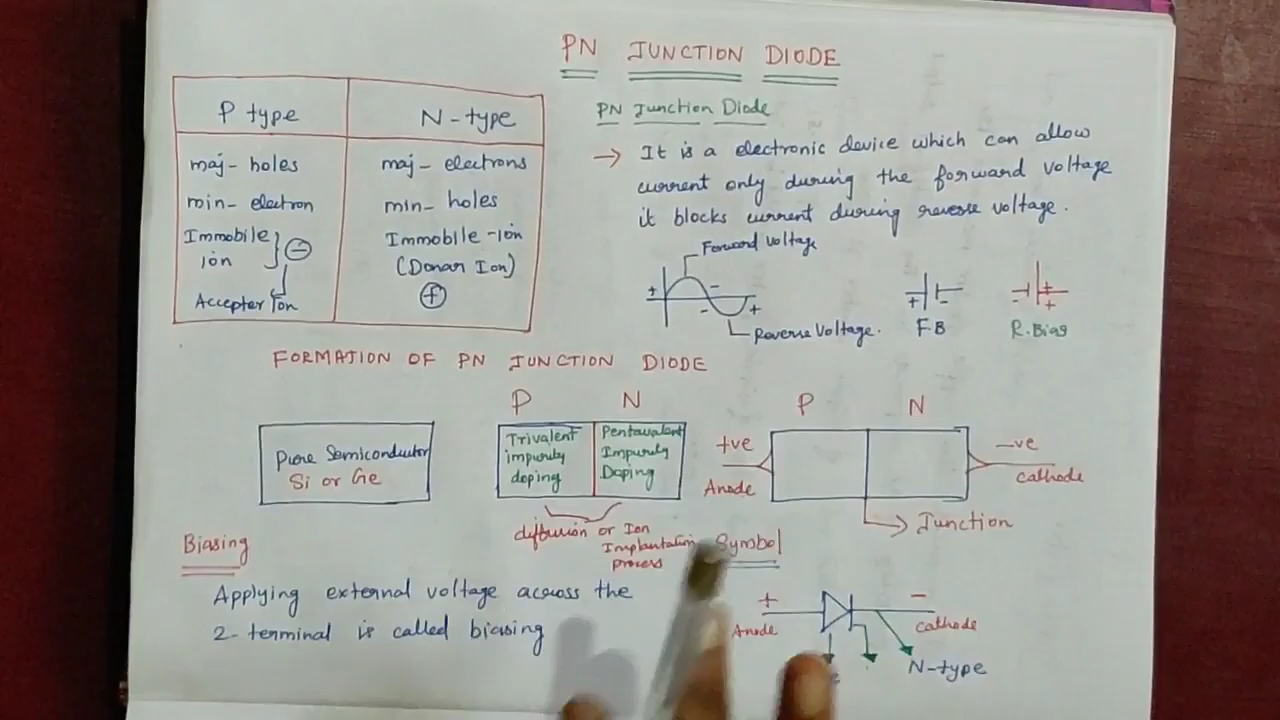 PN JUNCTION DIODE
P type
N-type
maj- holes
maj- electrons
min- electron
min- holes
Immobile
ion
Immobile -ion
(Donar Ion)
Accepter ion
PN Junction Diode
→ It is a electronic device which can allow
current only during the forward voltage
it blocks current during reverse voltage.
Forward Voltage
Reverse Voltage.
F.B
R.Bias
FORMATION OF PN JUNCTION DIODE
Pure Semiconductor
Si or Ge
P
N
Trivalent
impurity
doping
Pentavalent
Impurity
Doping
diffusion or Ion
Implantation
process
P
N
+ve
Anode
-ve
cathode
Junction
Biasing
Applying external voltage across the
2-terminal is called biasing
Symbol
+
-
Anode
cathode
N-type